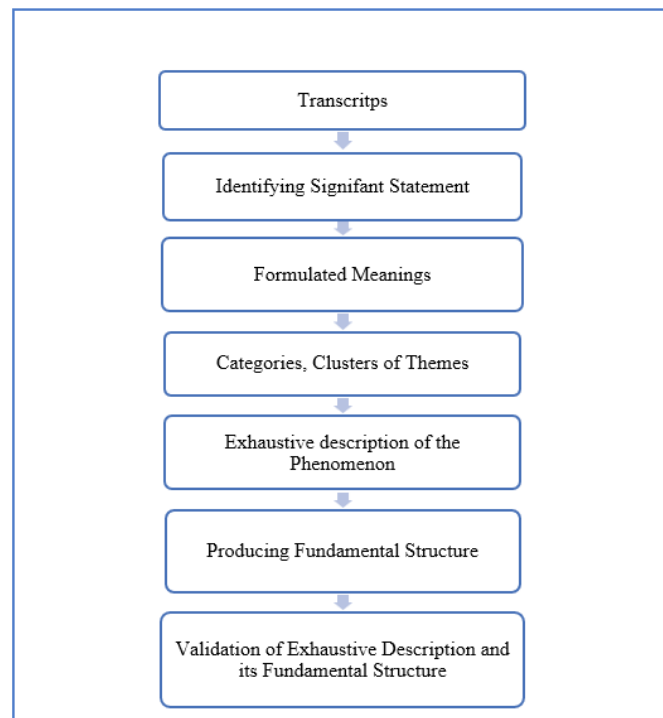 Transcritps
Identifying Signifant Statement
Formulated Meanings
Categories, Clusters of Themes
Exhaustive description of the
Phenomenon
Producing Fundamental Structure
Validation of Exhaustive Description and
its Fundamental Structure